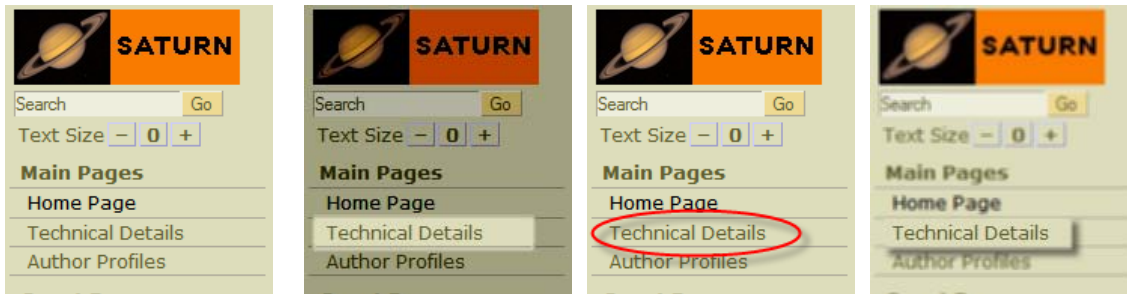 SATURN
Search Go
Text Size - 0 +
Main Pages
Home Page
Technical Details
Author Profiles
SATURN
Search Go
Text Size - 0 +
Main Pages
Home Page
Technical Details
Author Profiles
SATURN
Search Go
Text Size - 0 +
Main Pages
Home Page
Technical Details
Author Profiles
SATURN
Search Go
Text Size - 0 +
Main Pages
Home Page
Technical Details
Author Profiles